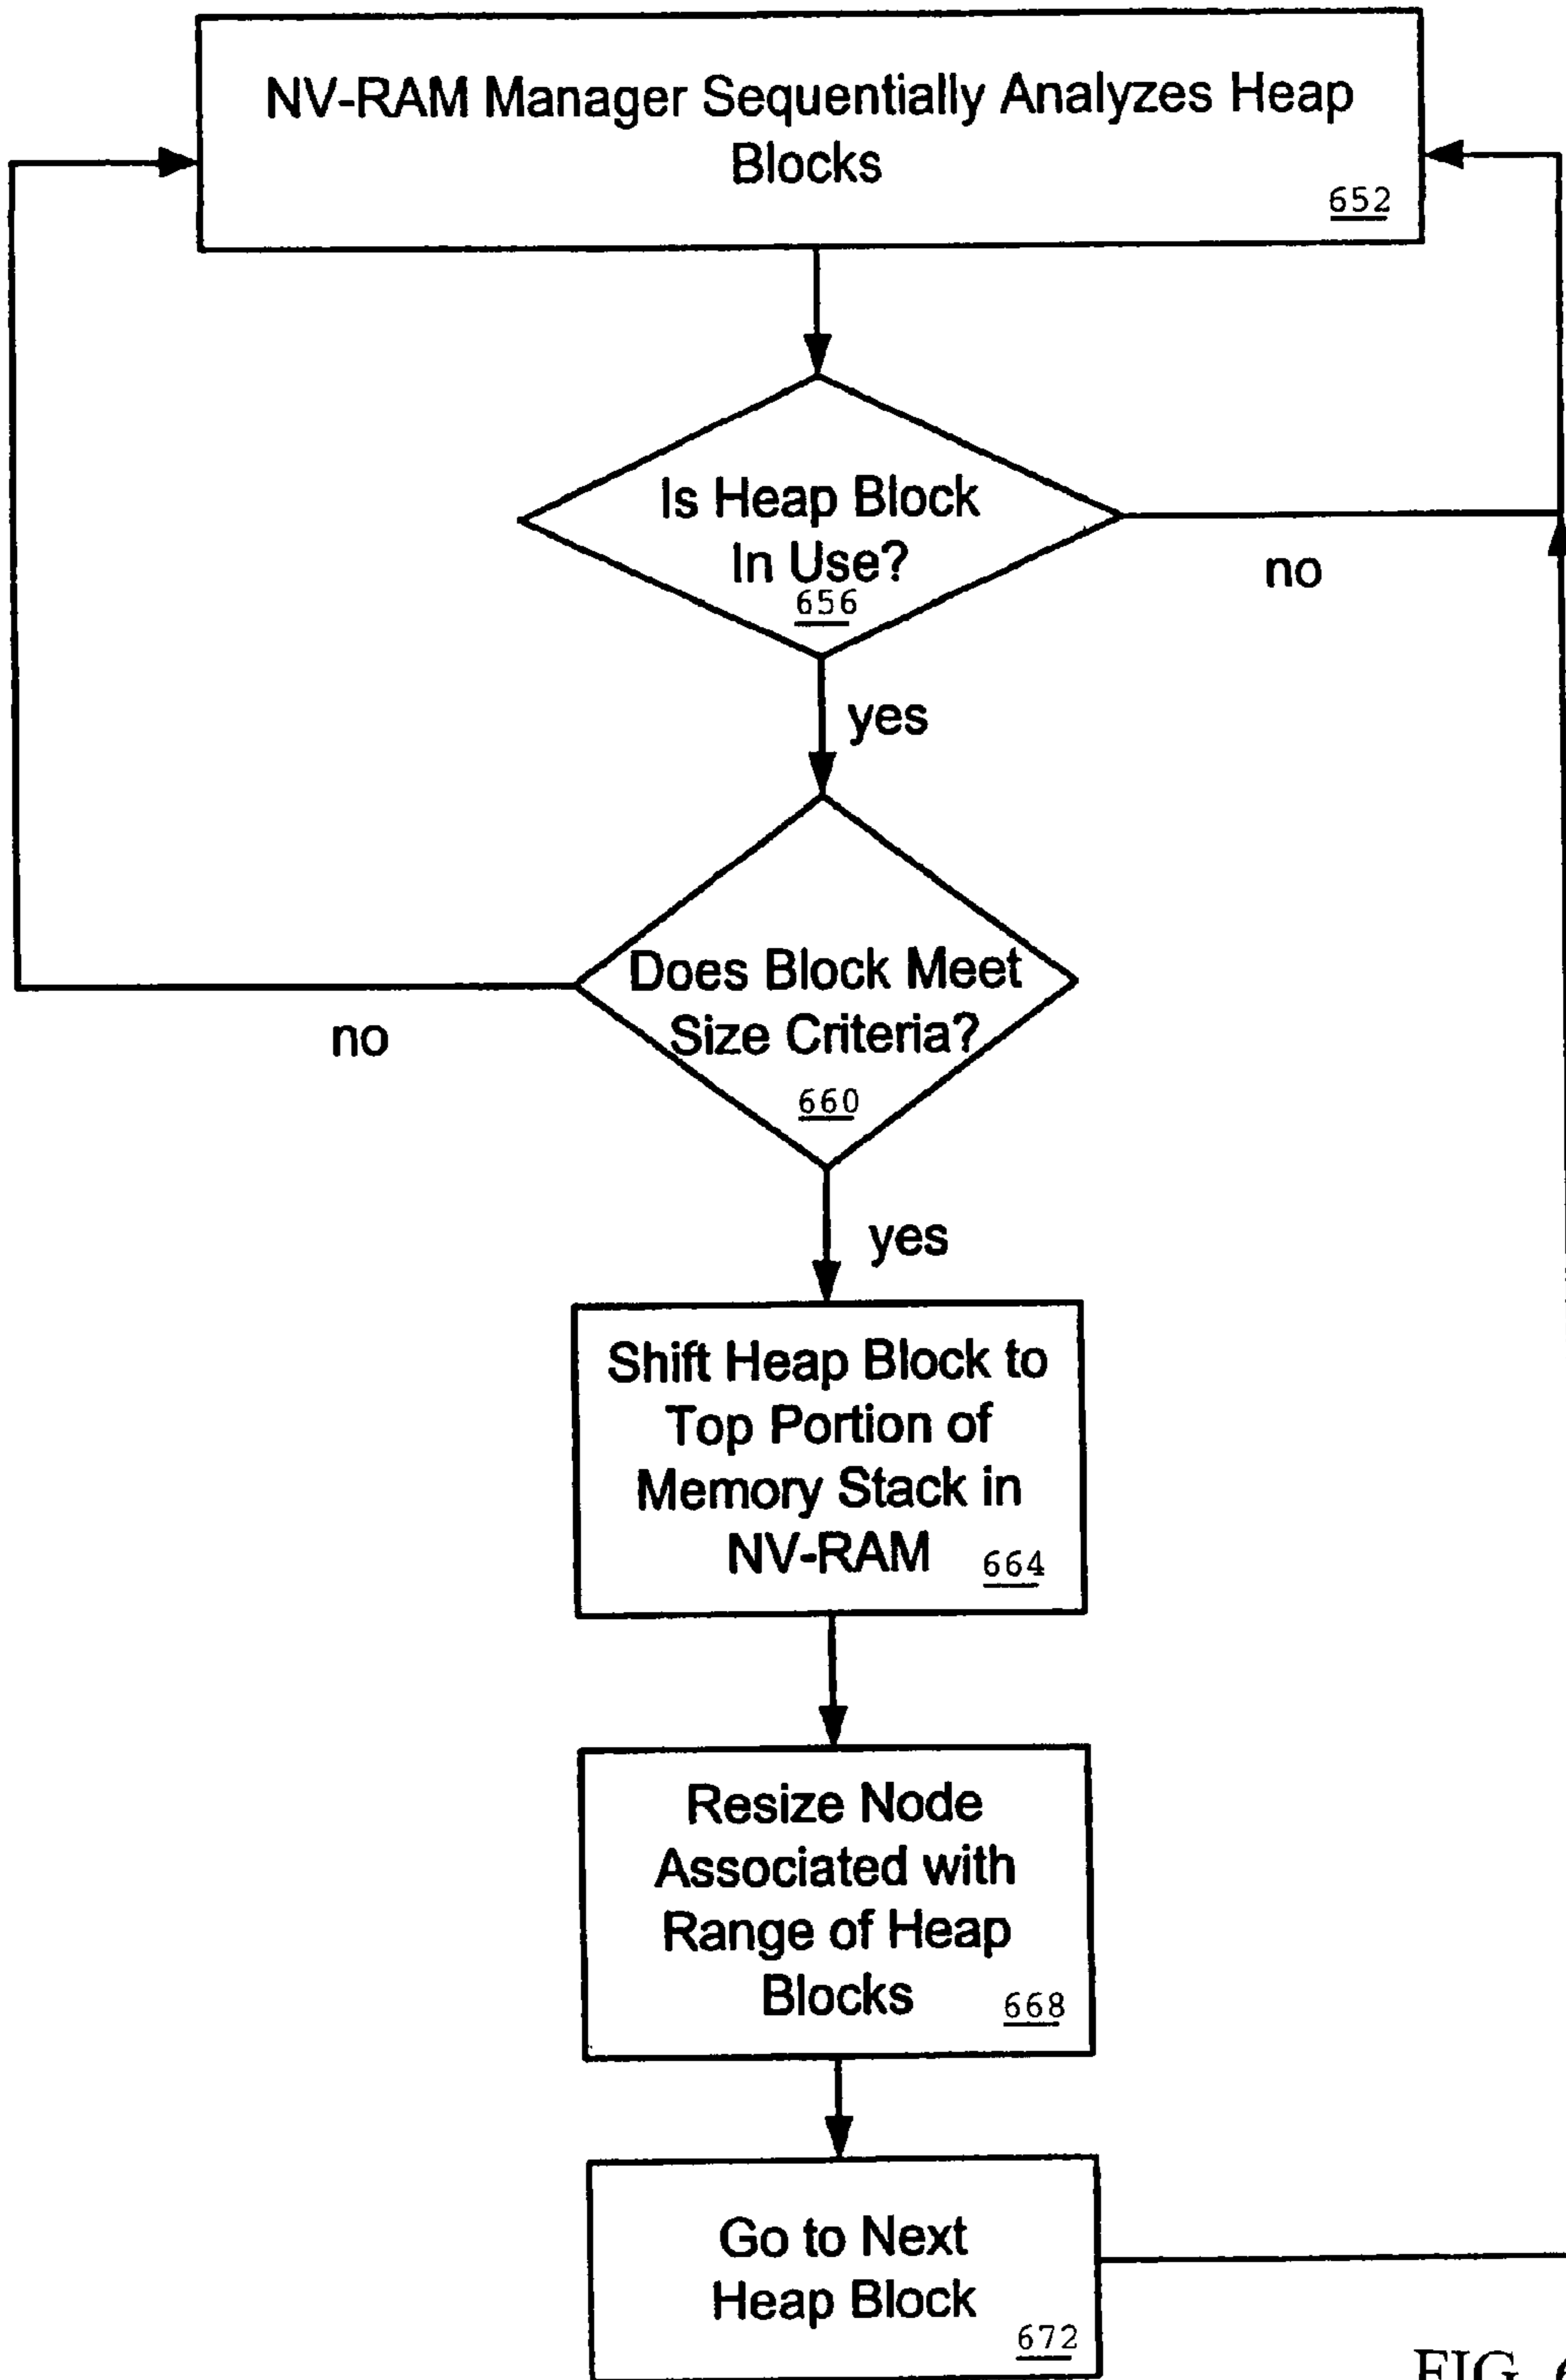 NV-RAM Manager Sequentially Analyzes Heap
Blocks
652
Is Heap Block
In Use?
656
no
yes
Does Block Meet
Size Criteria?
660
no
yes
Shift Heap Block to
Top Portion of
Memory Stack in
NV-RAM 664
Resize Node
Associated with
Range of Heap
Blocks 668
Go to Next
Heap Block
672
FIG